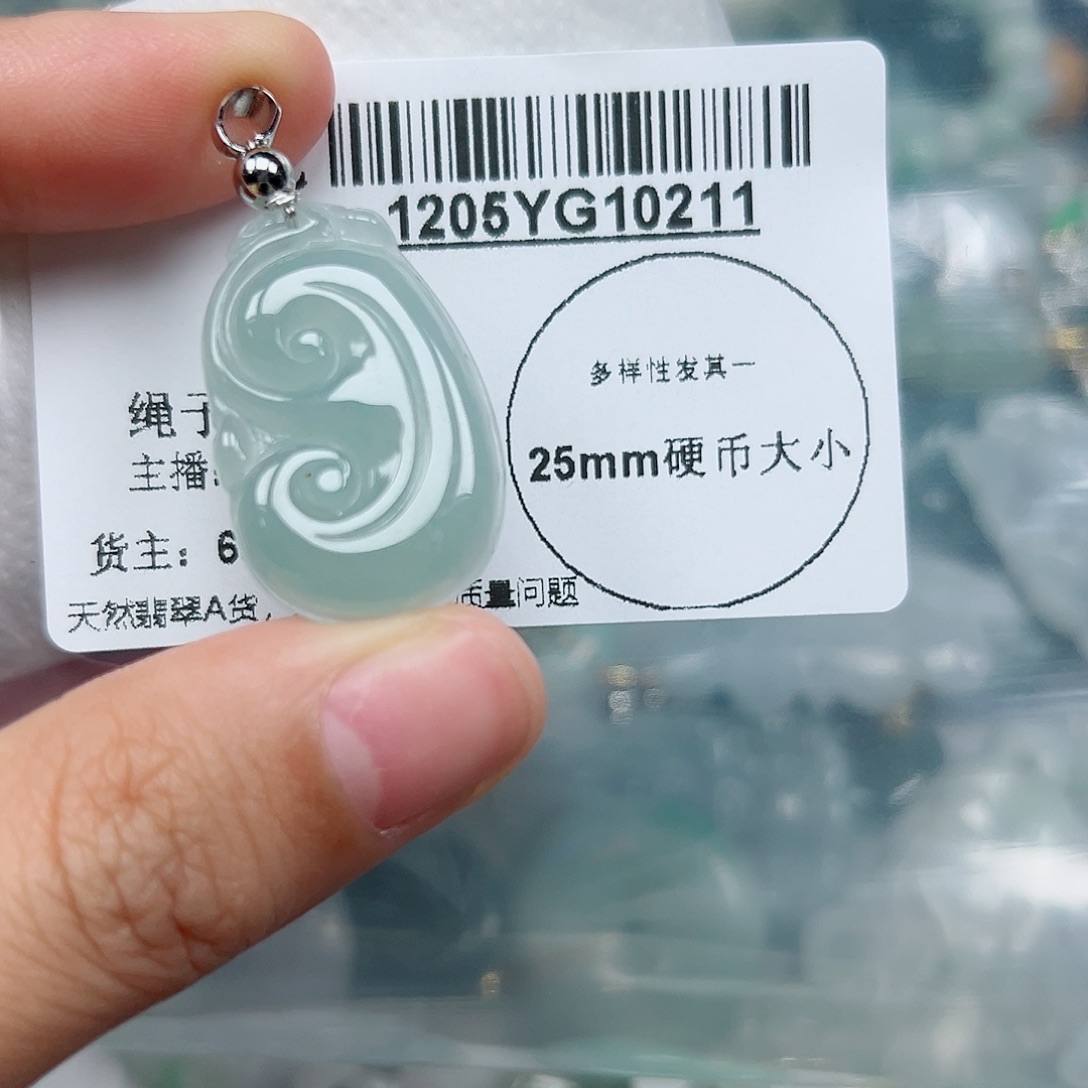 1205YG10211
多样性发其一
25mm硬币大小
绳子
主播:
货主：6
天然翡翠A货，质量问题